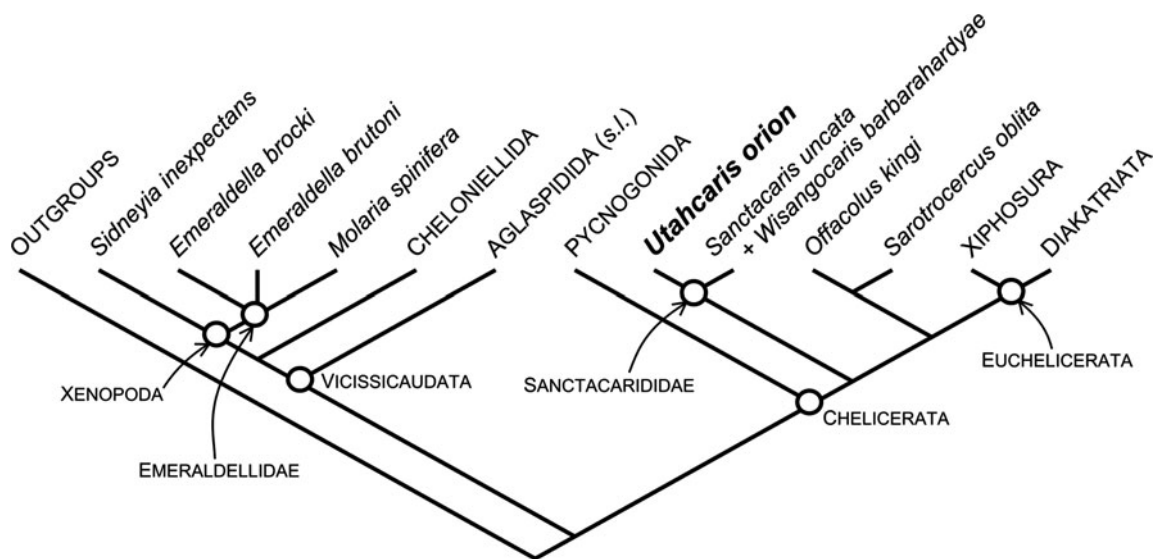 OUTGROUPS
Sidneyia inexpectans
Emeraldella brocki
Emeraldella brutoni
Molaria spinifera
CHELONIELLIDA
AGLASPIDIDA (s.l.)
PYCNOGONIDA
Utahcaris orion
Sanctacaris uncata
+ Wisangocaris barbarahardyae
Offacolus kingi
Sarotrocercus oblita
XIPHOSURA
DIAKATRIATA
XENOPODA
EMERALDELLIDAE
VICISSICAUDATA
SANCTACARIDIDAE
CHELICERATA
EUCHELICERATA